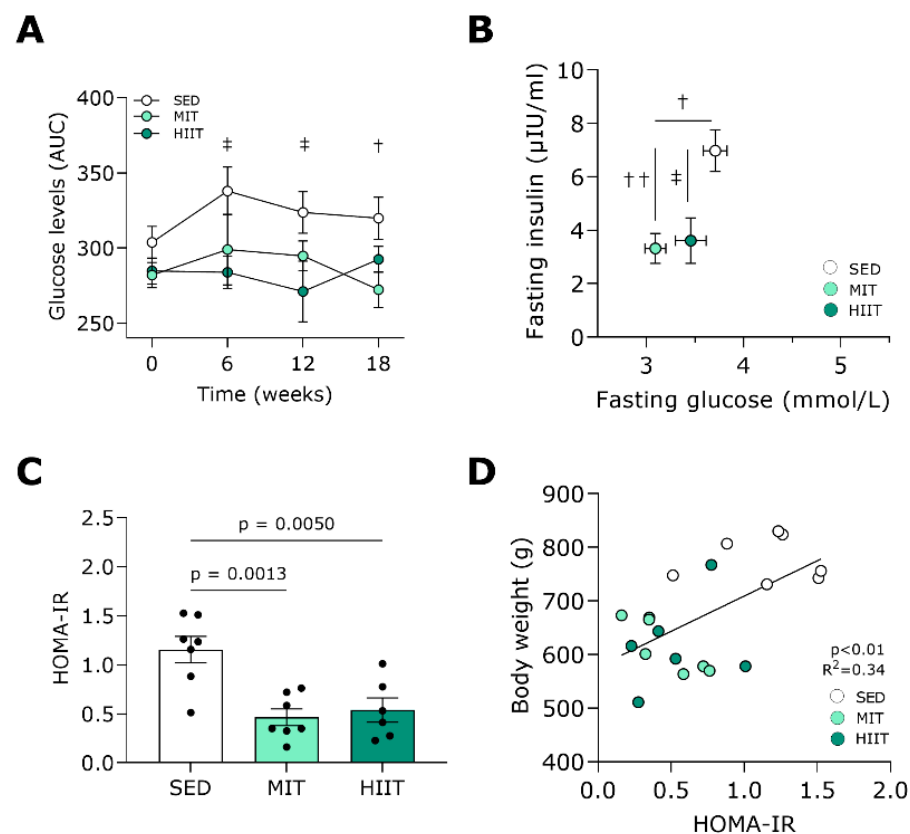 A
Glucose levels (AUC)
400
350
300
250
SED
MIT
HIIT
‡
‡
†
0
6
12
18
Time (weeks)
B
Fasting insulin (µIU/ml)
10
8
6
4
2
0
†
††
‡
SED
MIT
HIIT
3
4
5
Fasting glucose (mmol/L)
C
HOMA-IR
2.5
2.0
1.5
1.0
0.5
0.0
p = 0.0050
p = 0.0013
SED
MIT
HIIT
D
Body weight (g)
900
800
700
600
500
400
p<0.01
R²=0.34
SED
MIT
HIIT
0.0
0.5
1.0
1.5
2.0
HOMA-IR